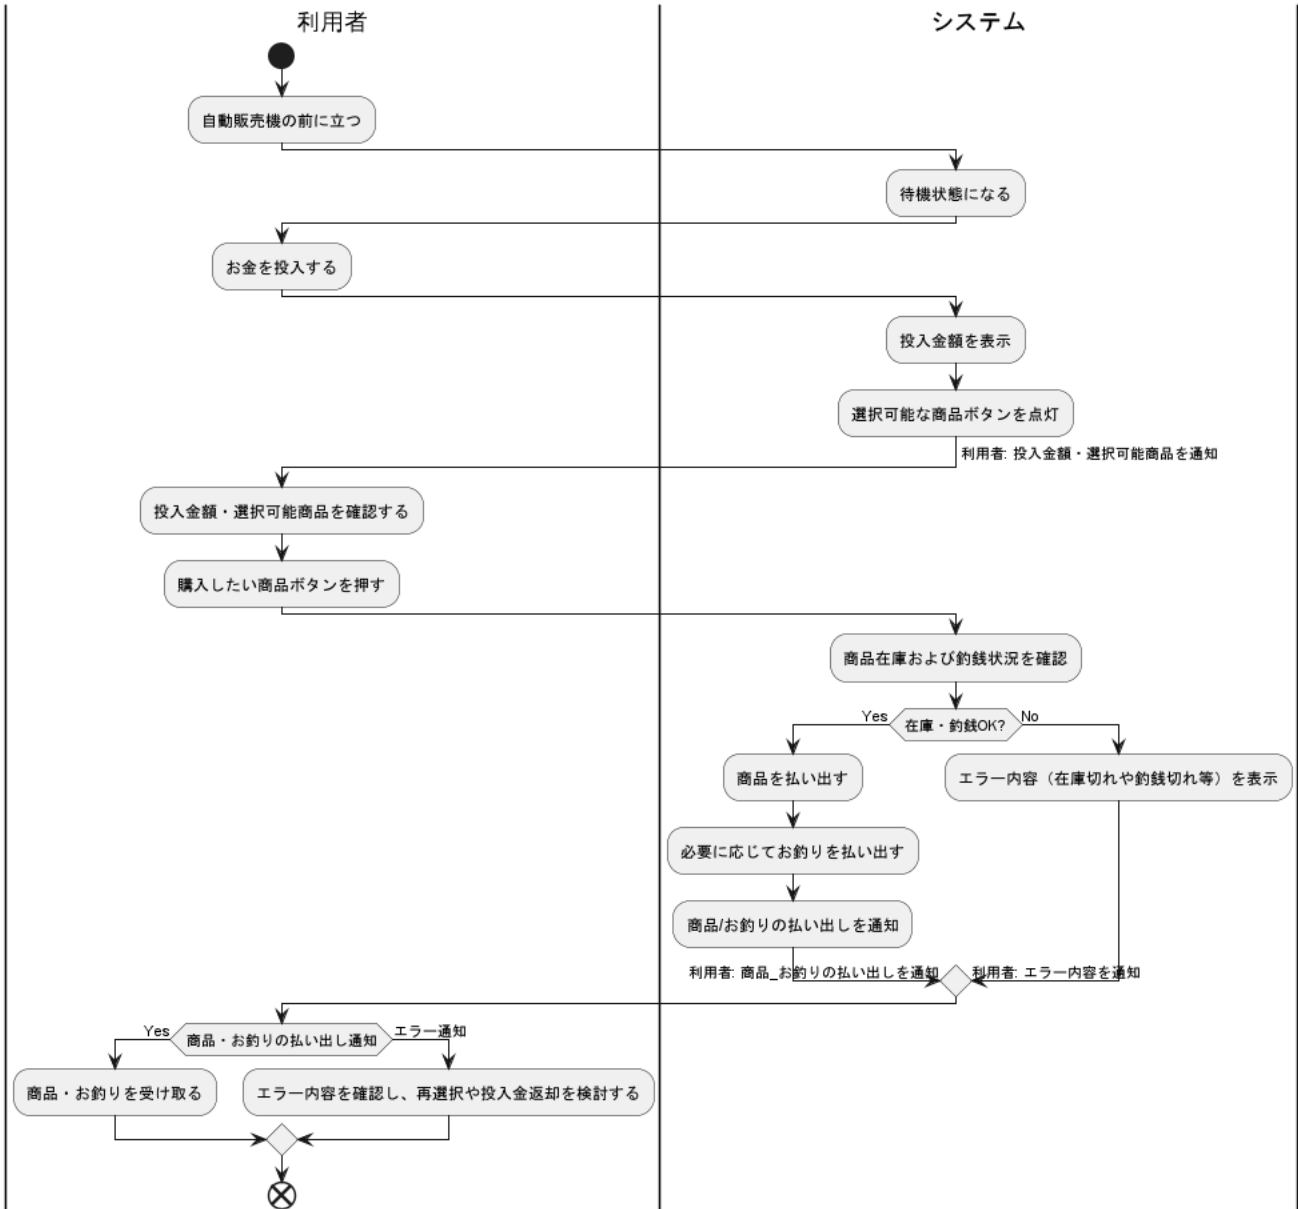 利用者
システム
自動販売機の前に立つ
待機状態になる
お金を投入する
投入金額を表示
選択可能な商品ボタンを点灯
利用者: 投入金額・選択可能商品を通知
投入金額・選択可能商品を確認する
購入したい商品ボタンを押す
商品在庫および釣銭状況を確認
Yes
在庫・釣銭OK?
No
商品を払い出す
エラー内容（在庫切れや釣銭切れ等）を表示
必要に応じてお釣りを払い出す
商品/お釣りの払い出しを通知
利用者: 商品_お釣りの払い出しを通知
利用者: エラー内容を通知
Yes
商品・お釣りの払い出し通知
エラー通知
商品・お釣りを受け取る
エラー内容を確認し、再選択や投入金返却を検討する